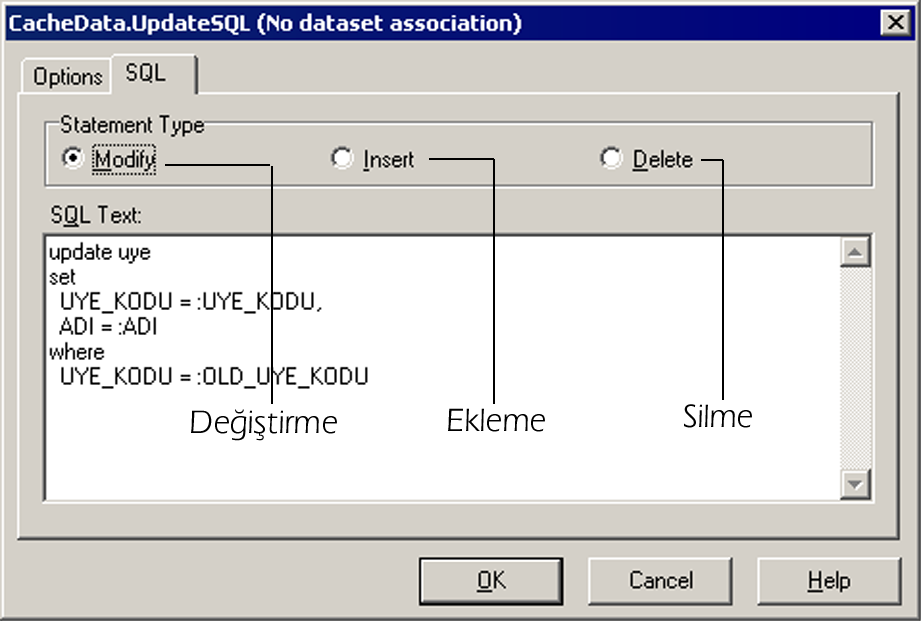 CacheData.UpdateSQL (No dataset association)
Options
SQL
Statement Type
Modify
Insert
Delete
SQL Text:
update uye
set
UYE_KODU = :UYE_KODU,
ADI = :ADI
where
UYE_KODU = :OLD_UYE_KODU
Değiştirme
Ekleme
Silme
OK
Cancel
Help